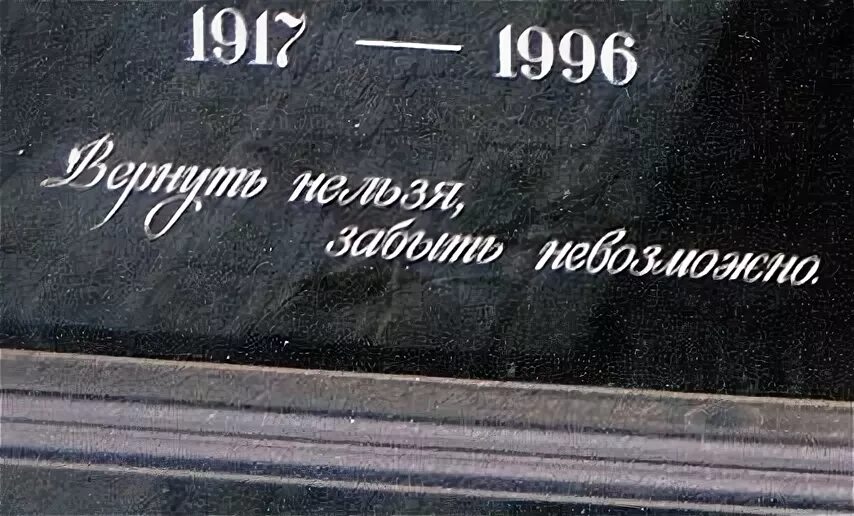 1917 — 1996
Вернуть нельзя,
забыть невозможно.